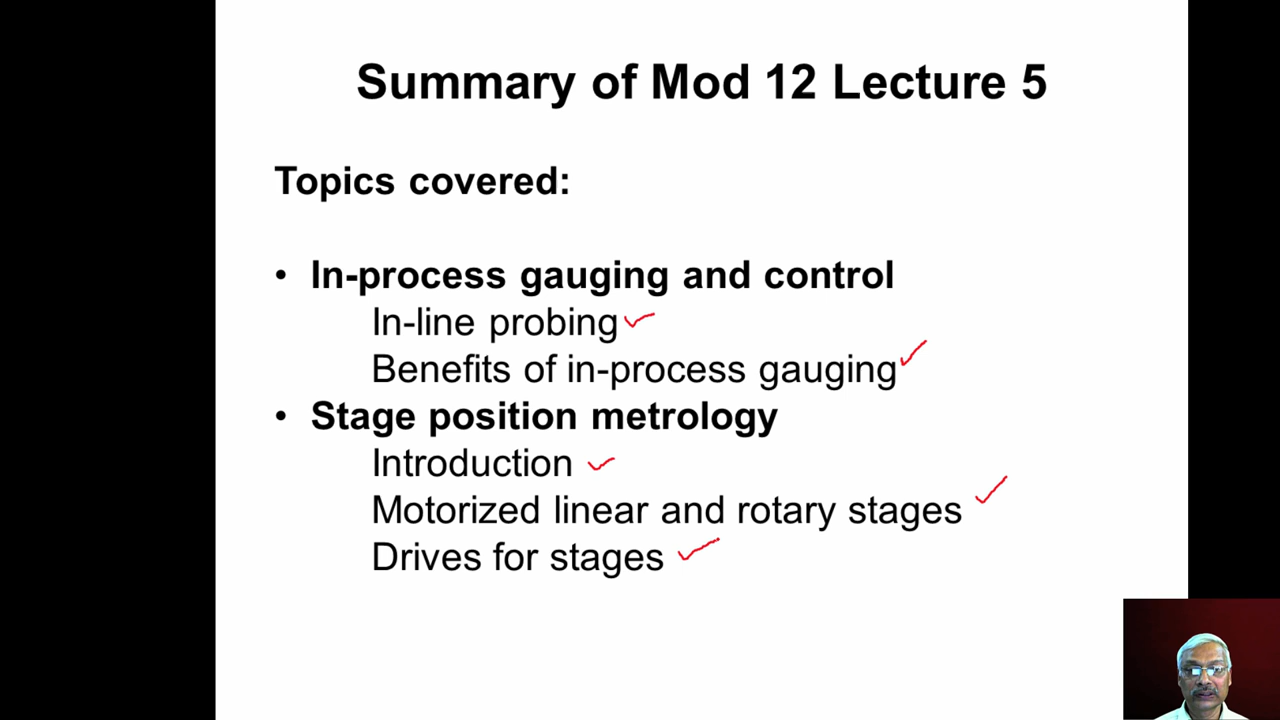 Summary of Mod 12 Lecture 5
Topics covered:
• In-process gauging and control
In-line probing
Benefits of in-process gauging
• Stage position metrology
Introduction
Motorized linear and rotary stages
Drives for stages